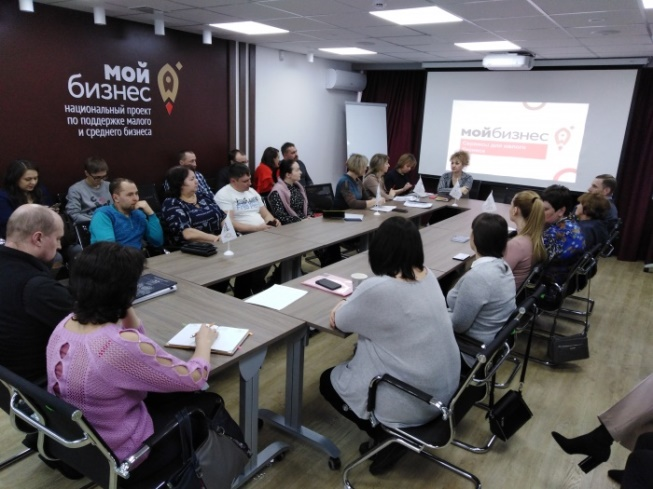 мой
бизнес
национальный проект
по поддержке малого
и среднего бизнеса
мойбизнес